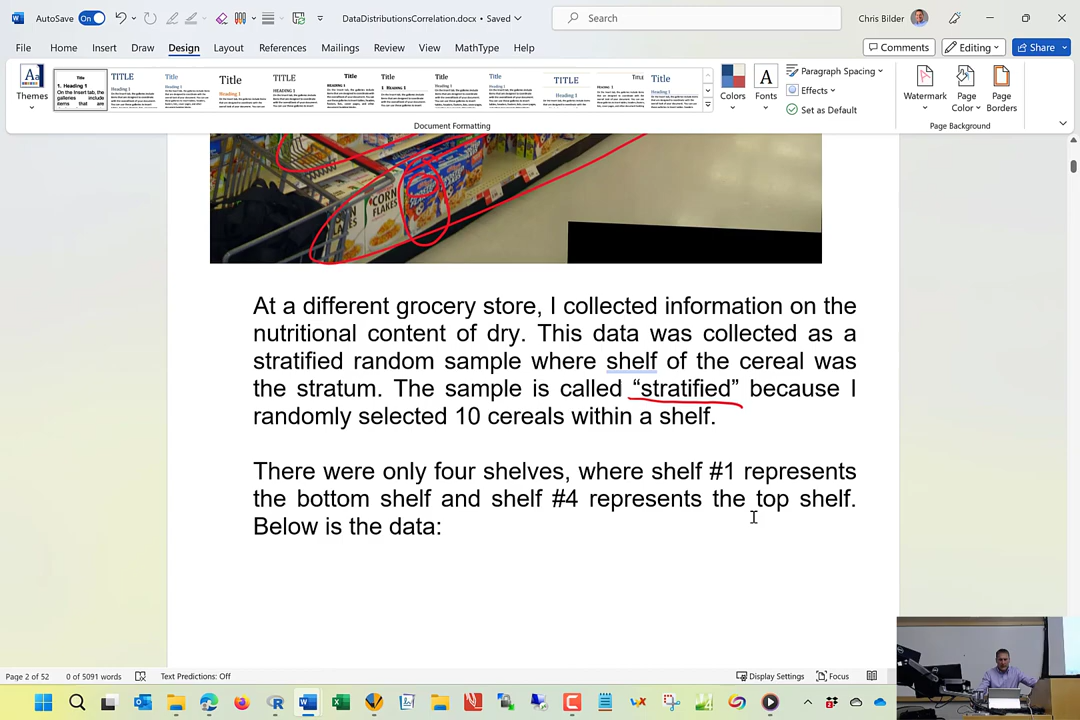 AutoSave On DataDistributionsCorrelation.docx • Saved Search Chris Bilder
File Home Insert Draw Design Layout References Mailings Review View MathType Help Comments Editing Share
Themes
Colors
Fonts
Paragraph Spacing
Effects
Set as Default
Watermark
Page Color
Page Borders
Document Formatting
Page Background
CORN FLAKES
At a different grocery store, I collected information on the
nutritional content of dry. This data was collected as a
stratified random sample where shelf of the cereal was
the stratum. The sample is called “stratified” because I
randomly selected 10 cereals within a shelf.
There were only four shelves, where shelf #1 represents
the bottom shelf and shelf #4 represents the top shelf.
Below is the data:
Page 2 of 52 0 of 5091 words Text Predictions: Off Display Settings Focus